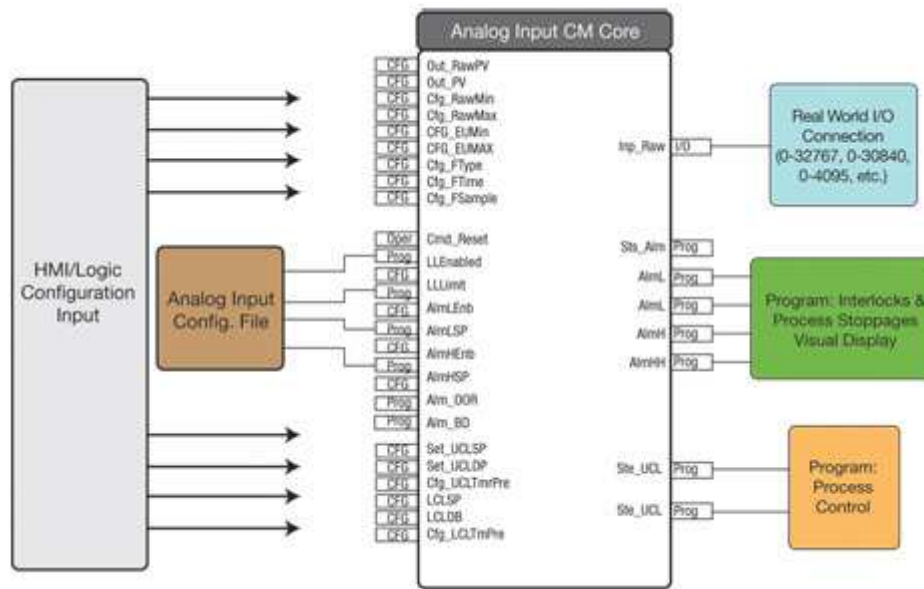 Analog Input CM Core
CFG Out_RawPV
CFG Out_PV
CFG Cfg_RawMin
CFG Cfg_RawMax
CFG CFG_EUMin
CFG CFG_EUMAX
CFG Cfg_FType
CFG Cfg_FTime
CFG Cfg_FSample
Inp_Raw I/O
Real World I/O
Connection
(0-32767, 0-30840,
0-4095, etc.)
HMI/Logic
Configuration
Input
Analog Input
Config. File
Oper Cmd_Reset
Prog LLEnabled
CFG
Prog LLLimit
CFG AlmLEnb
Prog AlmLSP
CFG AlmHEnb
Prog
CFG AlmHSP
Prog Alm_OOR
Prog Alm_BD
Sts_Alm Prog
AlmL Prog
AlmL Prog
AlmH Prog
AlmHH Prog
Program: Interlocks &
Process Stoppages
Visual Display
CFG Set_UCLSP
CFG Set_UCLDP
CFG Cfg_UCLTmrPre
CFG LCLSP
CFG LCLDB
CFG Cfg_LCLTmPre
Ste_UCL Prog
Ste_UCL Prog
Program:
Process
Control